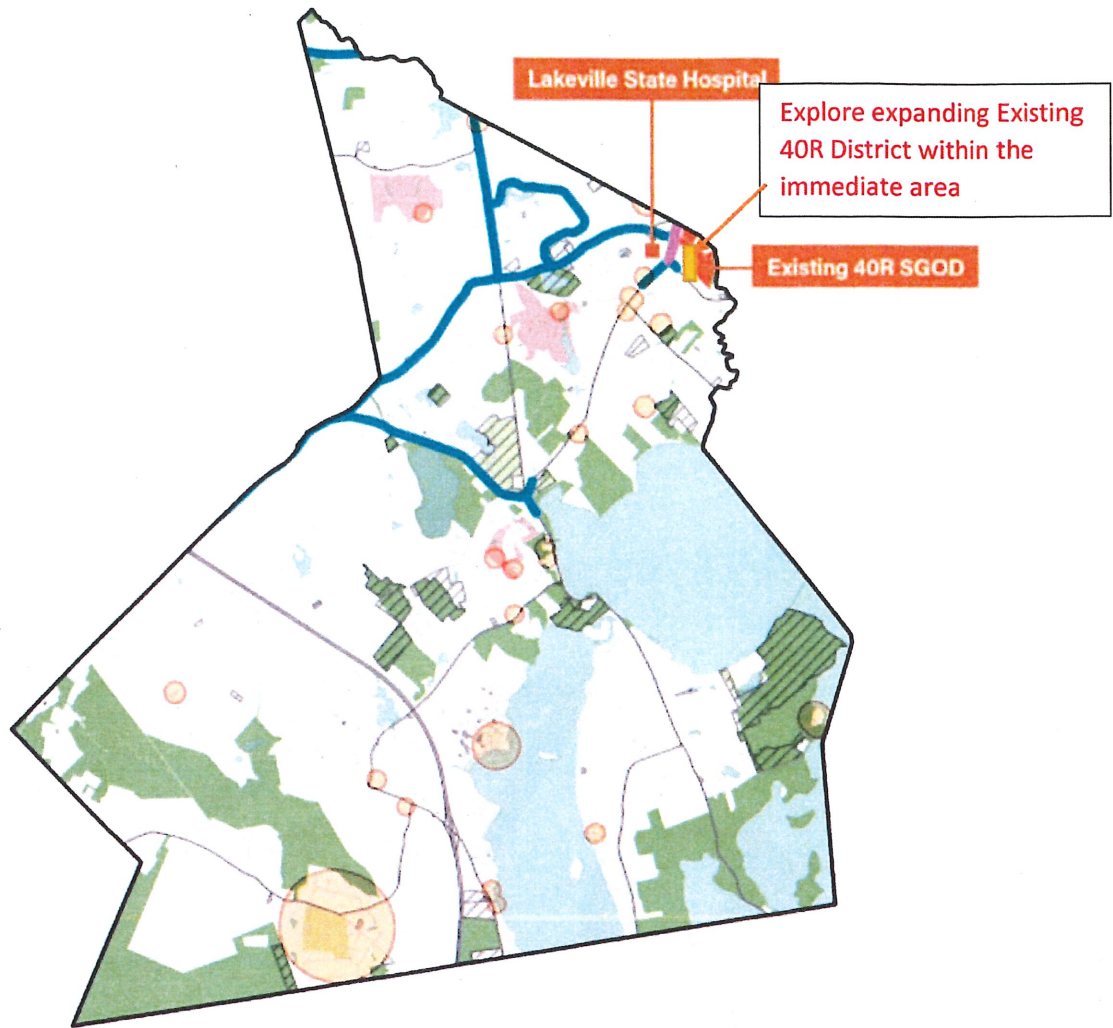 Lakeville State Hospital
Explore expanding Existing
40R District within the
immediate area
Existing 40R SGOD